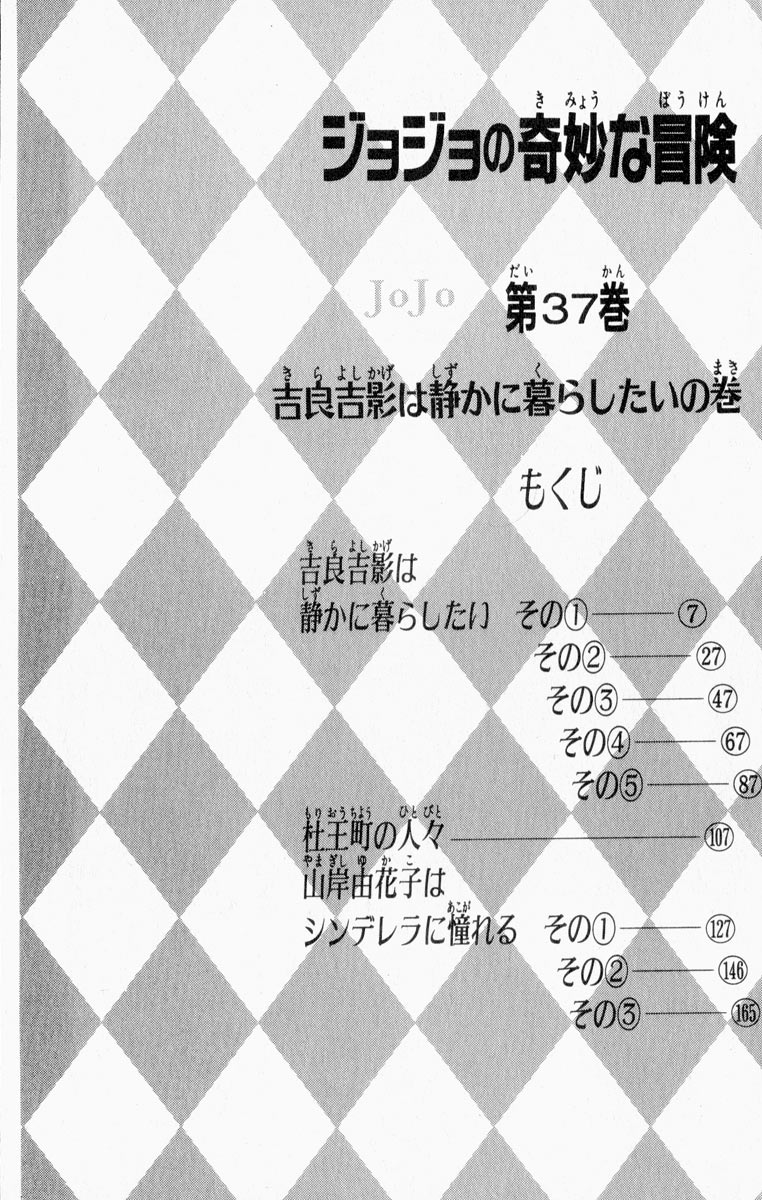 ジョジョの奇妙な冒険
JoJo
第37巻
吉良吉影は静かに暮らしたいの巻
もくじ
吉良吉影は
静かに暮らしたい その① ⑦
その② ㉗
その③ ㊼
その④ 67
その⑤ 87
杜王町の人々 107
山岸由花子は
シンデレラに憧れる その① 127
その② 146
その③ 165